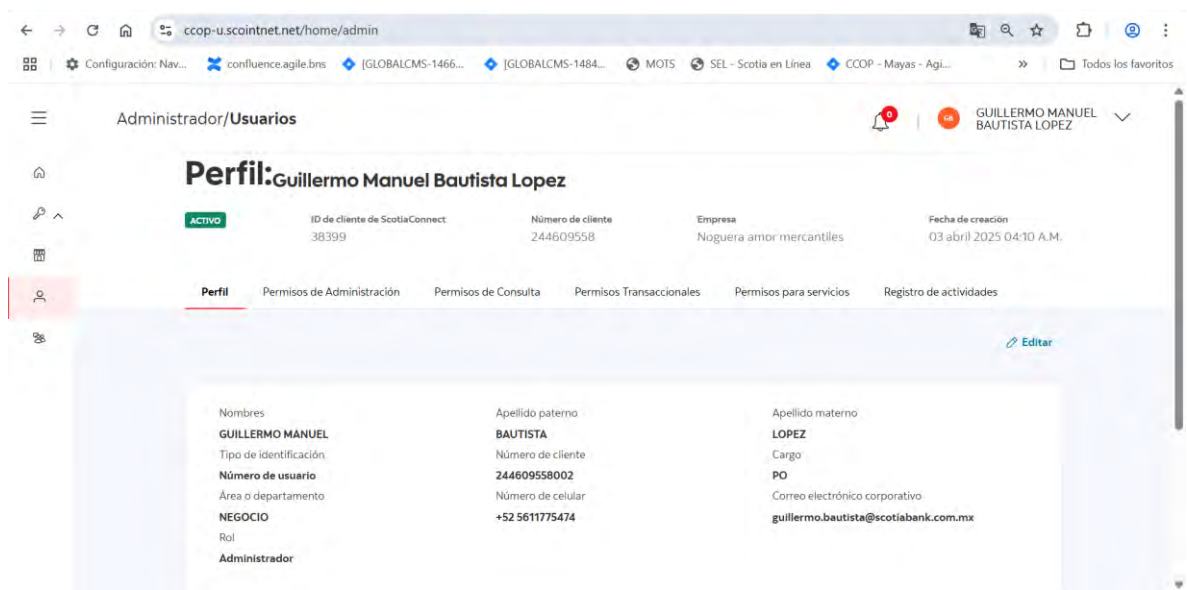 ccop-u.scointnet.net/home/admin
Configuración: Nav... confluence.agile.bns [GLOBALCMS-1466... [GLOBALCMS-1484... MOTS SEL - Scotia en Línea CCOP - Mayas - Agi... » Todos los favoritos
Administrador/Usuarios 0 GB GUILLERMO MANUEL
BAUTISTA LOPEZ
Perfil:Guillermo Manuel Bautista Lopez
ACTIVO ID de cliente de ScotiaConnect Número de cliente Empresa Fecha de creación
38399 244609558 Noguera amor mercantiles 03 abril 2025 04:10 A.M.
Perfil Permisos de Administración Permisos de Consulta Permisos Transaccionales Permisos para servicios Registro de actividades
Editar
Nombres Apellido paterno Apellido materno
GUILLERMO MANUEL BAUTISTA LOPEZ
Tipo de identificación Número de cliente Cargo
Número de usuario 244609558002 PO
Área o departamento Número de celular Correo electrónico corporativo
NEGOCIO +52 5611775474 guillermo.bautista@scotiabank.com.mx
Rol
Administrador